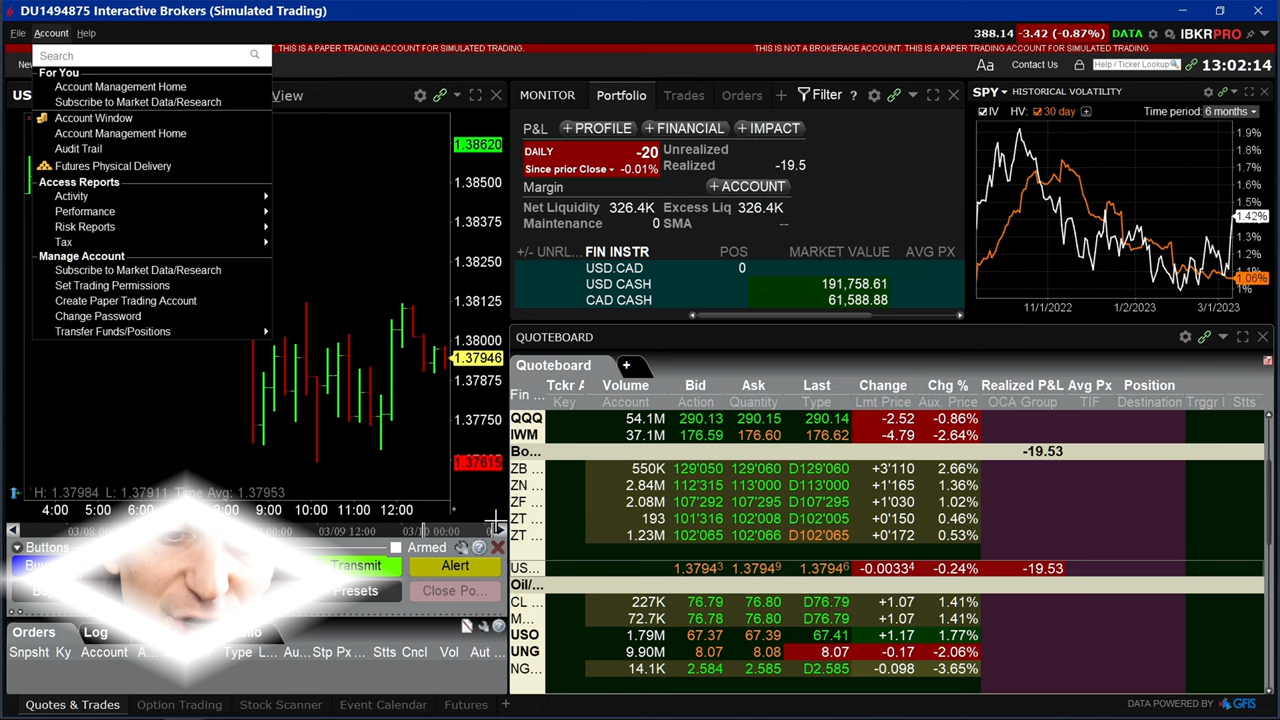 DU1494875 Interactive Brokers (Simulated Trading)
File Account Help
388.14 -3.42 (-0.87%) DATA IBKRPRO
THIS IS A PAPER TRADING ACCOUNT FOR SIMULATED TRADING.
THIS IS NOT A BROKERAGE ACCOUNT. THIS IS A PAPER TRADING ACCOUNT FOR SIMULATED TRADING.
Aa Contact Us Help / Ticker Lookup 13:02:14
Search
For You
Account Management Home
Subscribe to Market Data/Research
Account Window
Account Management Home
Audit Trail
Futures Physical Delivery
Access Reports
Activity
Performance
Risk Reports
Tax
Manage Account
Subscribe to Market Data/Research
Set Trading Permissions
Create Paper Trading Account
Change Password
Transfer Funds/Positions
View
1.38620
1.38500
1.38375
1.38250
1.38125
1.38000
1.37946
1.37875
1.37750
1.37615
H: 1.37984 L: 1.37911 Time Avg: 1.37953
4:00 5:00 6:00 8:00 9:00 10:00 11:00 12:00
03/08 03/09 12:00 03/10 00:00
Buttons Armed
Transmit Alert
Presets Close Po...
Orders Log
Snpsht Ky Account A... Type L... Au... Stp Px... Stts Cncl Vol Aut
MONITOR Portfolio Trades Orders + Filter ?
P&L + PROFILE + FINANCIAL + IMPACT
DAILY -20
Since prior Close -0.01%
Unrealized
Realized -19.5
Margin + ACCOUNT
Net Liquidity 326.4K Excess Liq 326.4K
Maintenance 0 SMA --
+/- UNRL... FIN INSTR POS MARKET VALUE AVG PX
USD.CAD 0
USD CASH 191,758.61
CAD CASH 61,588.88
SPY HISTORICAL VOLATILITY
IV HV: 30 day Time period: 6 months
1.9%
1.8%
1.7%
1.6%
1.5%
1.42%
1.3%
1.2%
1.06%
1%
11/1/2022 1/2/2023 3/1/2023
QUOTEBOARD
Quoteboard +
Fin ... Tckr A Volume Bid Ask Last Change Chg % Realized P&L Avg Px Position
Key Account Action Quantity Type Lmt Price Aux. Price OCA Group TIF Destination Trggr Stts
QQQ 54.1M 290.13 290.15 290.14 -2.52 -0.86%
IWM 37.1M 176.59 176.60 176.62 -4.79 -2.64%
Bo... -19.53
ZB ... 550K 129'050 129'060 D129'060 +3'110 2.66%
ZN ... 2.84M 112'315 113'000 D113'000 +1'165 1.36%
ZF ... 2.08M 107'292 107'295 D107'295 +1'030 1.02%
ZT ... 193 101'316 102'008 D102'005 +0'150 0.46%
ZT ... 1.23M 102'065 102'066 D102'065 +0'172 0.53%
US... 1.3794³ 1.3794⁹ 1.3794⁶ -0.0033⁴ -0.24% -19.53
Oil/...
CL ... 227K 76.79 76.80 D76.79 +1.07 1.41%
M... 72.7K 76.78 76.80 D76.79 +1.07 1.41%
USO 1.79M 67.37 67.39 67.41 +1.17 1.77%
UNG 9.90M 8.07 8.08 8.07 -0.17 -2.06%
NG... 14.1K 2.584 2.585 D2.585 -0.098 -3.65%
Quotes & Trades Option Trading Stock Scanner Event Calendar Futures +
DATA POWERED BY GFIS